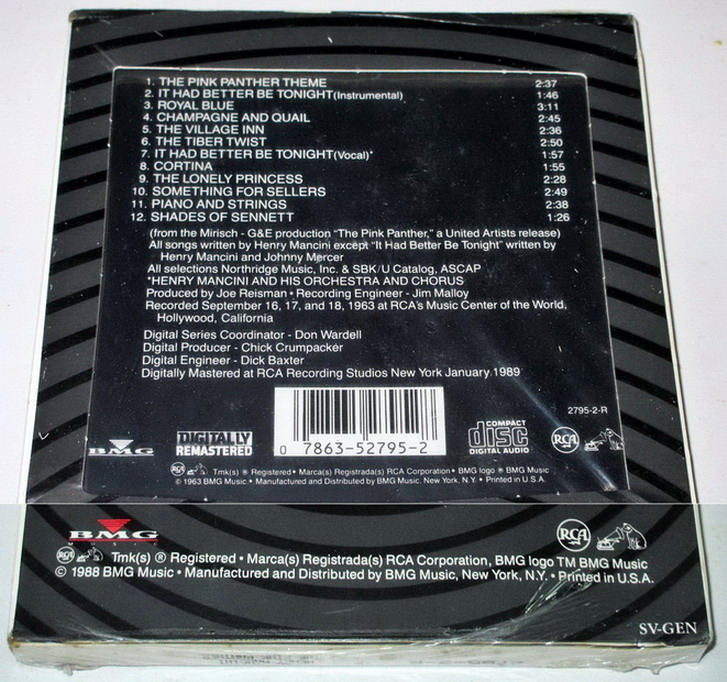 1. THE PINK PANTHER THEME 2:37
2. IT HAD BETTER BE TONIGHT (Instrumental) 1:46
3. ROYAL BLUE 3:11
4. CHAMPAGNE AND QUAIL 2:45
5. THE VILLAGE INN 2:36
6. THE TIBER TWIST 2:50
7. IT HAD BETTER BE TONIGHT (Vocal)* 1:57
8. CORTINA 1:55
9. THE LONELY PRINCESS 2:28
10. SOMETHING FOR SELLERS 2:49
11. PIANO AND STRINGS 2:38
12. SHADES OF SENNETT 1:26
(from the Mirisch - G&E production "The Pink Panther," a United Artists release)
All songs written by Henry Mancini except "It Had Better Be Tonight" written by
Henry Mancini and Johnny Mercer
All selections Northridge Music, Inc. & SBK/U Catalog, ASCAP
*HENRY MANCINI AND HIS ORCHESTRA AND CHORUS
Produced by Joe Reisman • Recording Engineer - Jim Malloy
Recorded September 16, 17, and 18, 1963 at RCA's Music Center of the World,
Hollywood, California
Digital Series Coordinator - Don Wardell
Digital Producer - Chick Crumpacker
Digital Engineer - Dick Baxter
Digitally Mastered at RCA Recording Studios New York January 1989
2795-2-R
BMG
DIGITALLY
REMASTERED
0 7863-52795-2
COMPACT
disc
DIGITAL AUDIO
RCA
RCA Tmk(s) ® Registered • Marca(s) Registrada(s) RCA Corporation • BMG logo ® BMG Music
© 1963 BMG Music • Manufactured and Distributed by BMG Music, New York, N.Y. • Printed in U.S.A.
BMG
MUSIC
RCA
RCA Tmk(s) ® Registered • Marca(s) Registrada(s) RCA Corporation, BMG logo TM BMG Music
© 1988 BMG Music • Manufactured and Distributed by BMG Music, New York, N.Y. • Printed in U.S.A.
SV-GEN